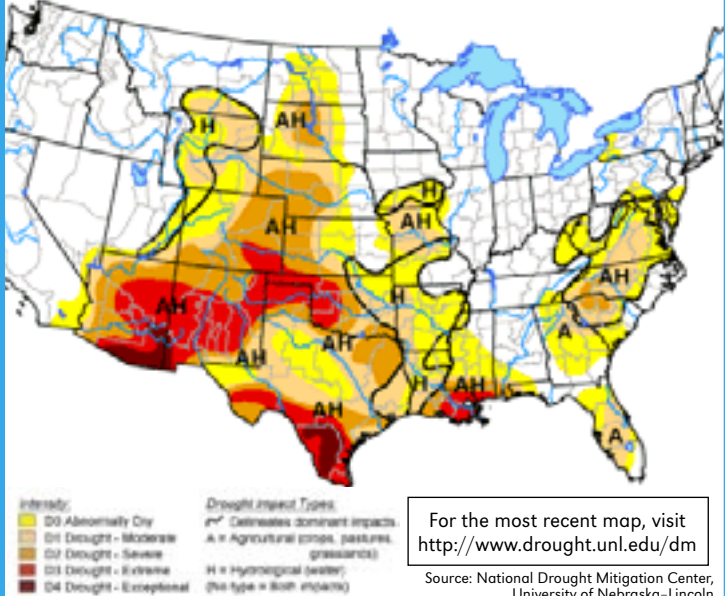 H
AH
H
AH
AH
AH
H
A
AH
AH
AH
H
AH
AH
A
Intensity:
D0 Abnormally Dry
D1 Drought - Moderate
D2 Drought - Severe
D3 Drought - Extreme
D4 Drought - Exceptional
Drought Impact Types:
Delineates dominant impacts
A = Agricultural (crops, pastures,
grasslands)
H = Hydrological (water)
(No type = Both impacts)
For the most recent map, visit
http://www.drought.unl.edu/dm
Source: National Drought Mitigation Center,
University of Nebraska–Lincoln